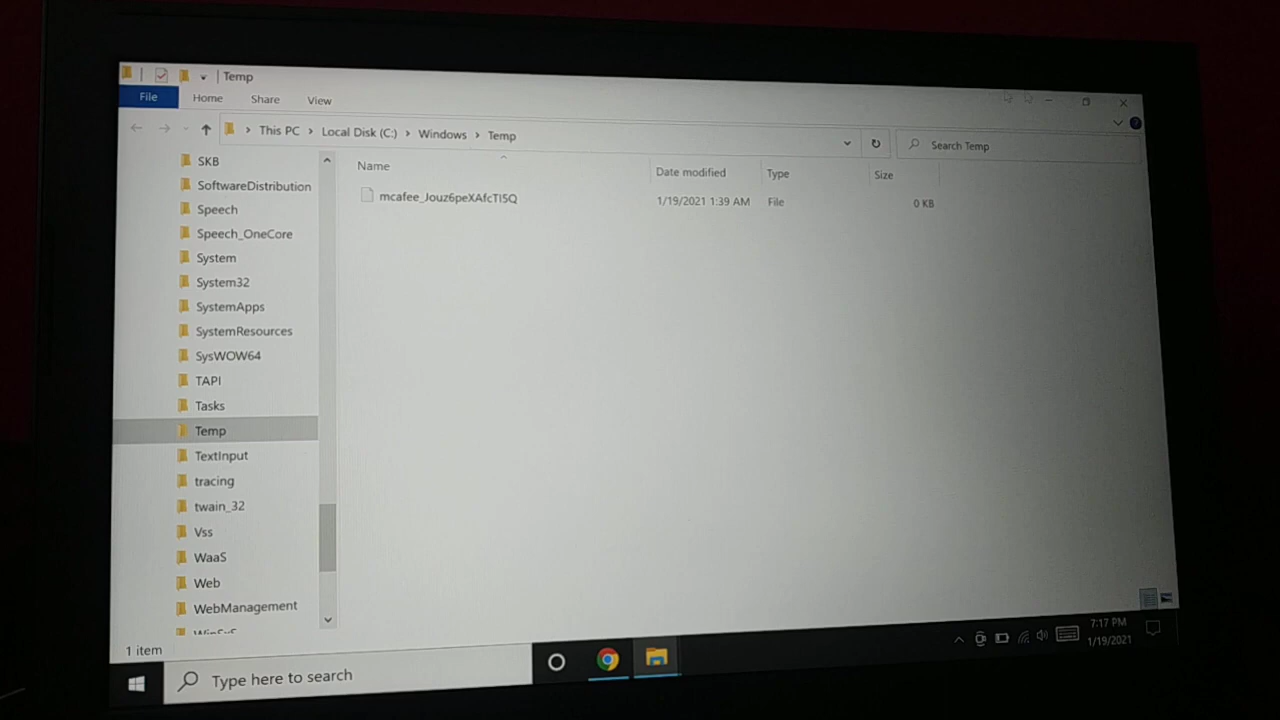 Temp
File Home Share View
This PC > Local Disk (C:) > Windows > Temp
Search Temp
Name Date modified Type Size
mcafee_Jouz6peXAfcTI5Q 1/19/2021 1:39 AM File 0 KB
SKB
SoftwareDistribution
Speech
Speech_OneCore
System
System32
SystemApps
SystemResources
SysWOW64
TAPI
Tasks
Temp
TextInput
tracing
twain_32
Vss
WaaS
Web
WebManagement
1 item
Type here to search
7:17 PM
1/19/2021